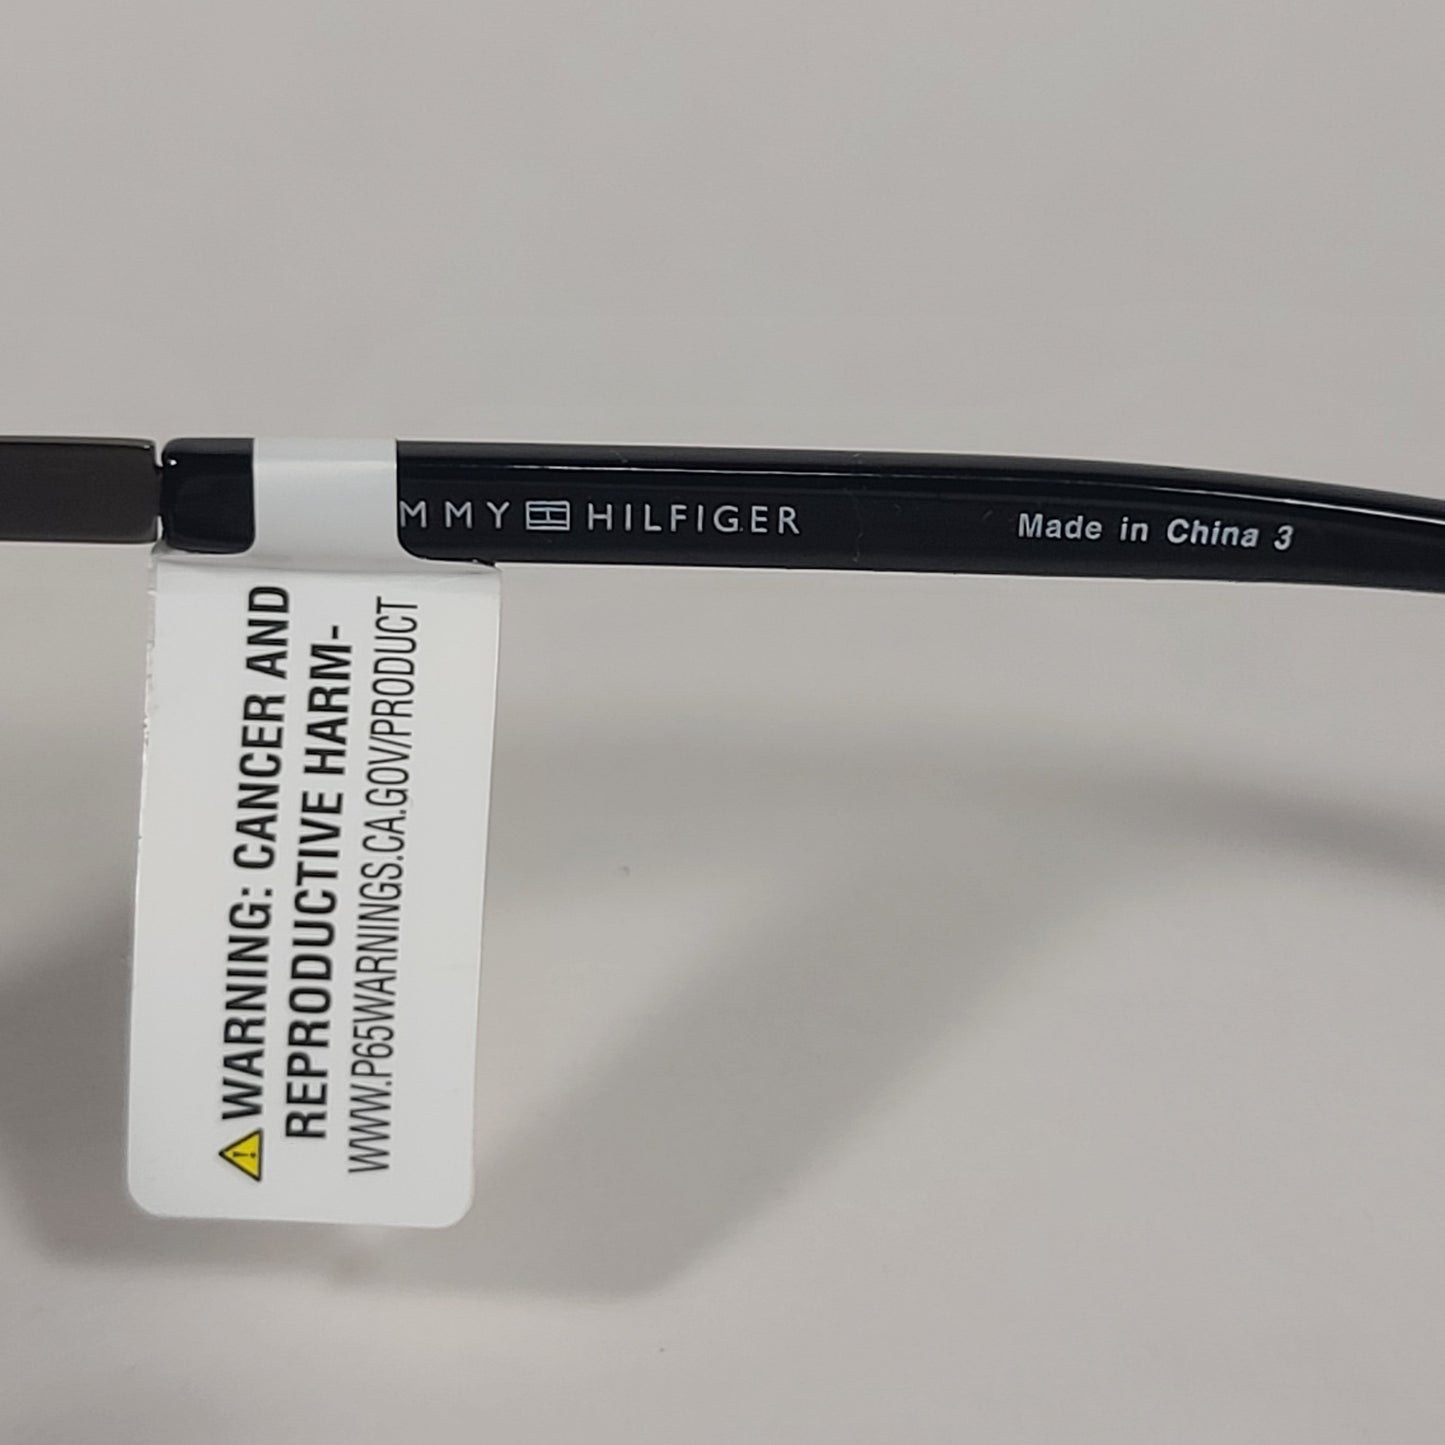 MMY HILFIGER
Made in China 3
WARNING: CANCER AND
REPRODUCTIVE HARM-
WWW.P65WARNINGS.CA.GOV/PRODUCT